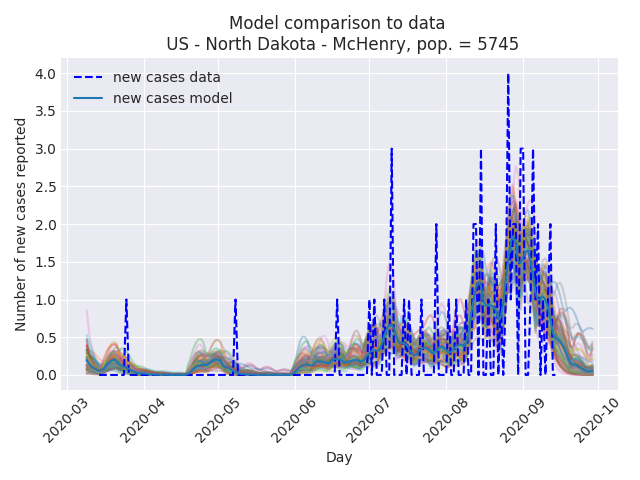 Model comparison to data
US - North Dakota - McHenry, pop. = 5745
new cases data
new cases model
Number of new cases reported
4.0
3.5
3.0
2.5
2.0
1.5
1.0
0.5
0.0
2020-03
2020-04
2020-05
2020-06
2020-07
2020-08
2020-09
2020-10
Day